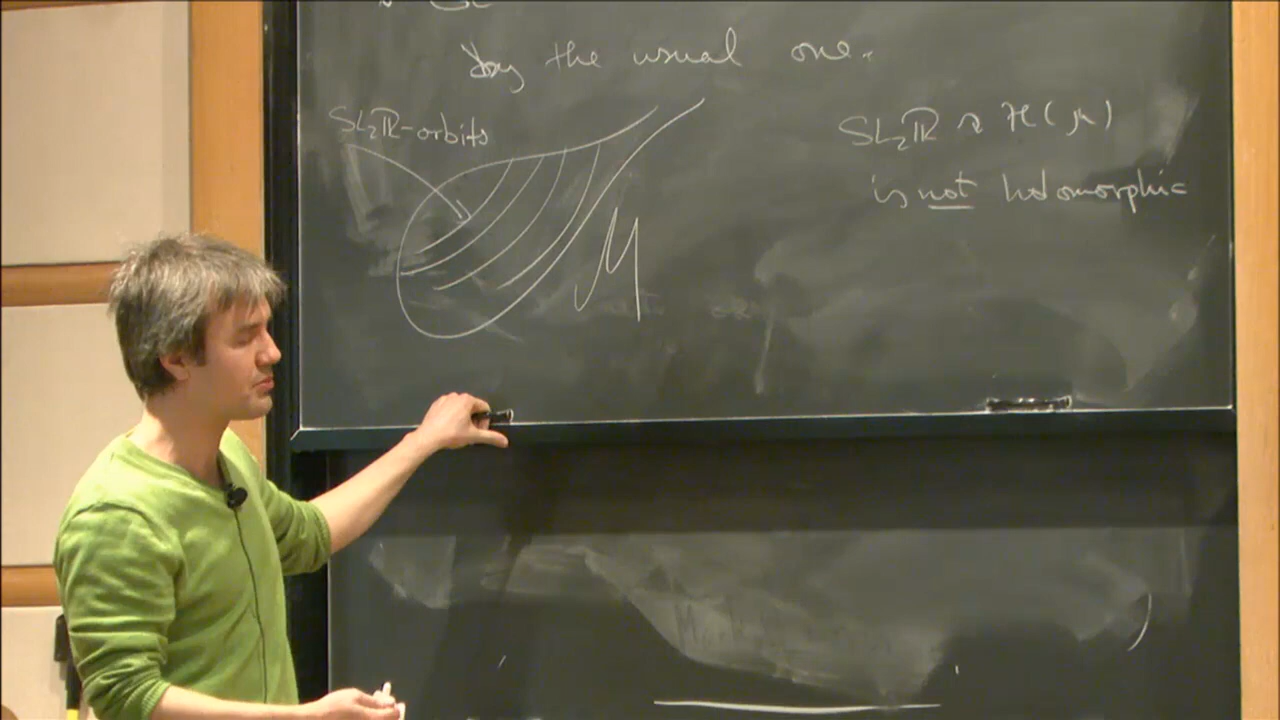 by the usual one.
SL₂ℝ-orbits
M
SL₂ℝ ↷ ℋ(μ)
is not holomorphic